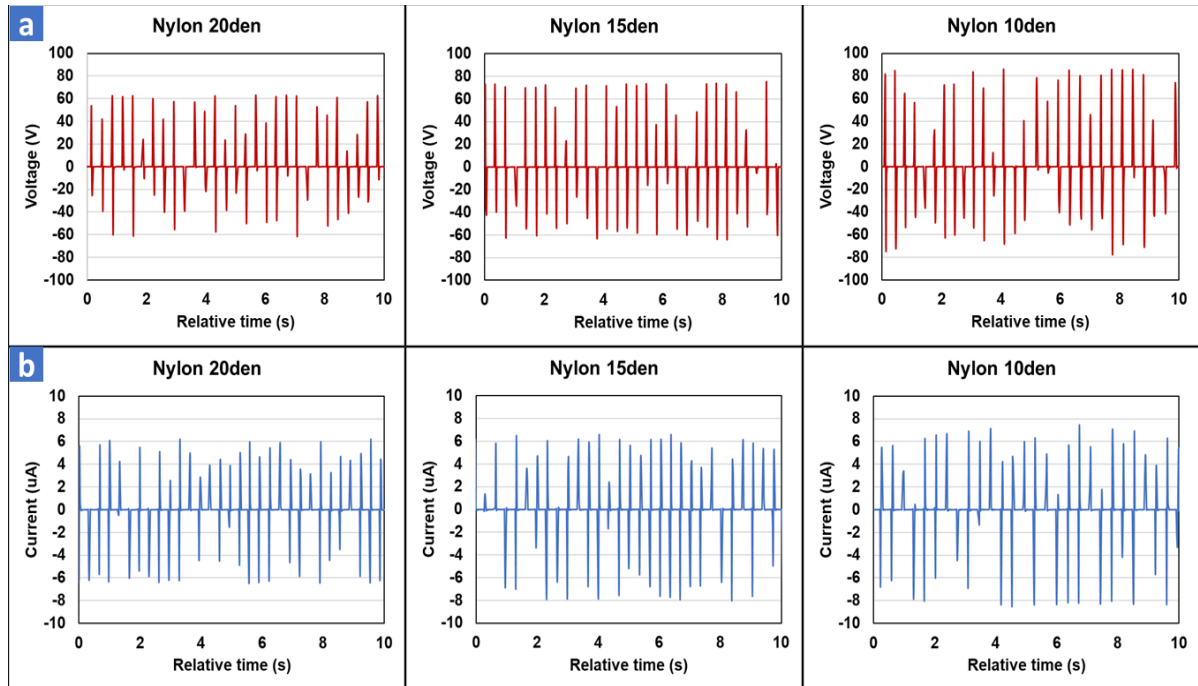 a
Nylon 20den
Voltage (V)
100
80
60
40
20
0
-20
-40
-60
-80
-100
0 2 4 6 8 10
Relative time (s)
Nylon 15den
Voltage (V)
100
80
60
40
20
0
-20
-40
-60
-80
-100
0 2 4 6 8 10
Relative time (s)
Nylon 10den
Voltage (V)
100
80
60
40
20
0
-20
-40
-60
-80
-100
0 2 4 6 8 10
Relative time (s)
b
Nylon 20den
Current (uA)
10
8
6
4
2
0
-2
-4
-6
-8
-10
0 2 4 6 8 10
Relative time (s)
Nylon 15den
Current (uA)
10
8
6
4
2
0
-2
-4
-6
-8
-10
0 2 4 6 8 10
Relative time (s)
Nylon 10den
Current (uA)
10
8
6
4
2
0
-2
-4
-6
-8
-10
0 2 4 6 8 10
Relative time (s)